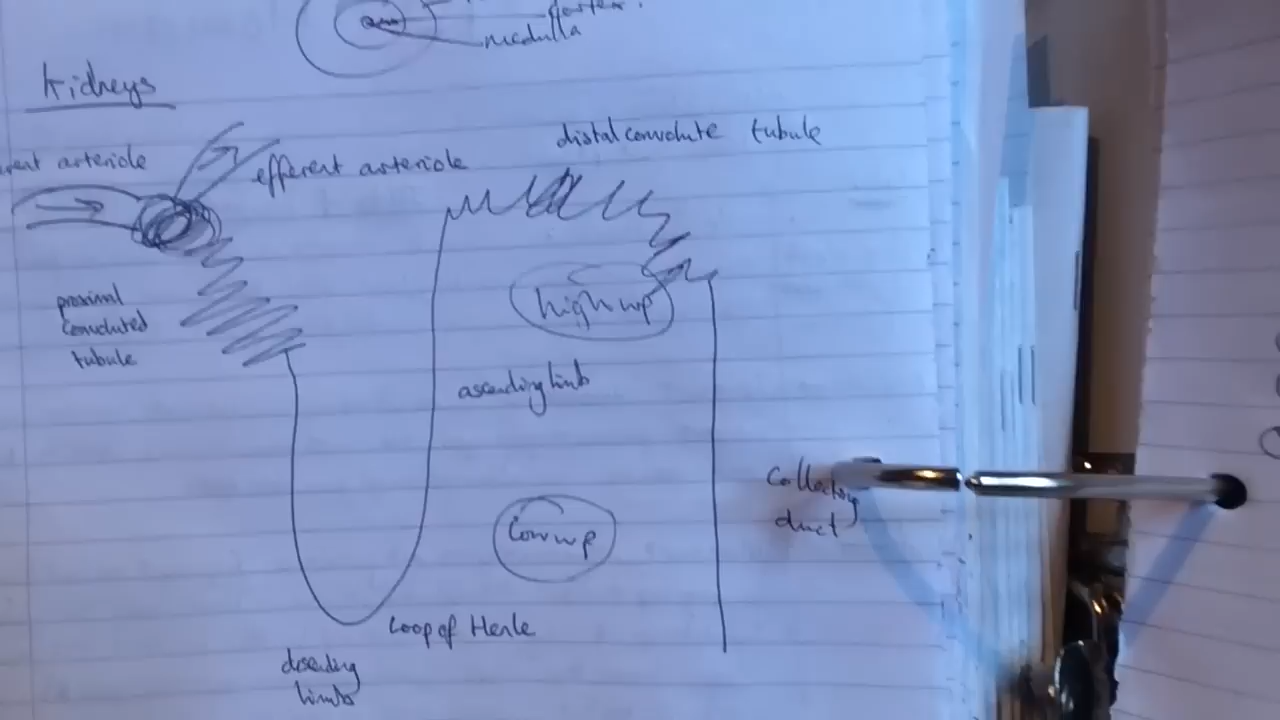 cortex.
medulla
Kidneys
distal convolute tubule
rent arteriole
efferent arteriole
high wp
proximal
convoluted
tubule
ascending limb
collecting
duct
low wp
Loop of Henle
descending
limb